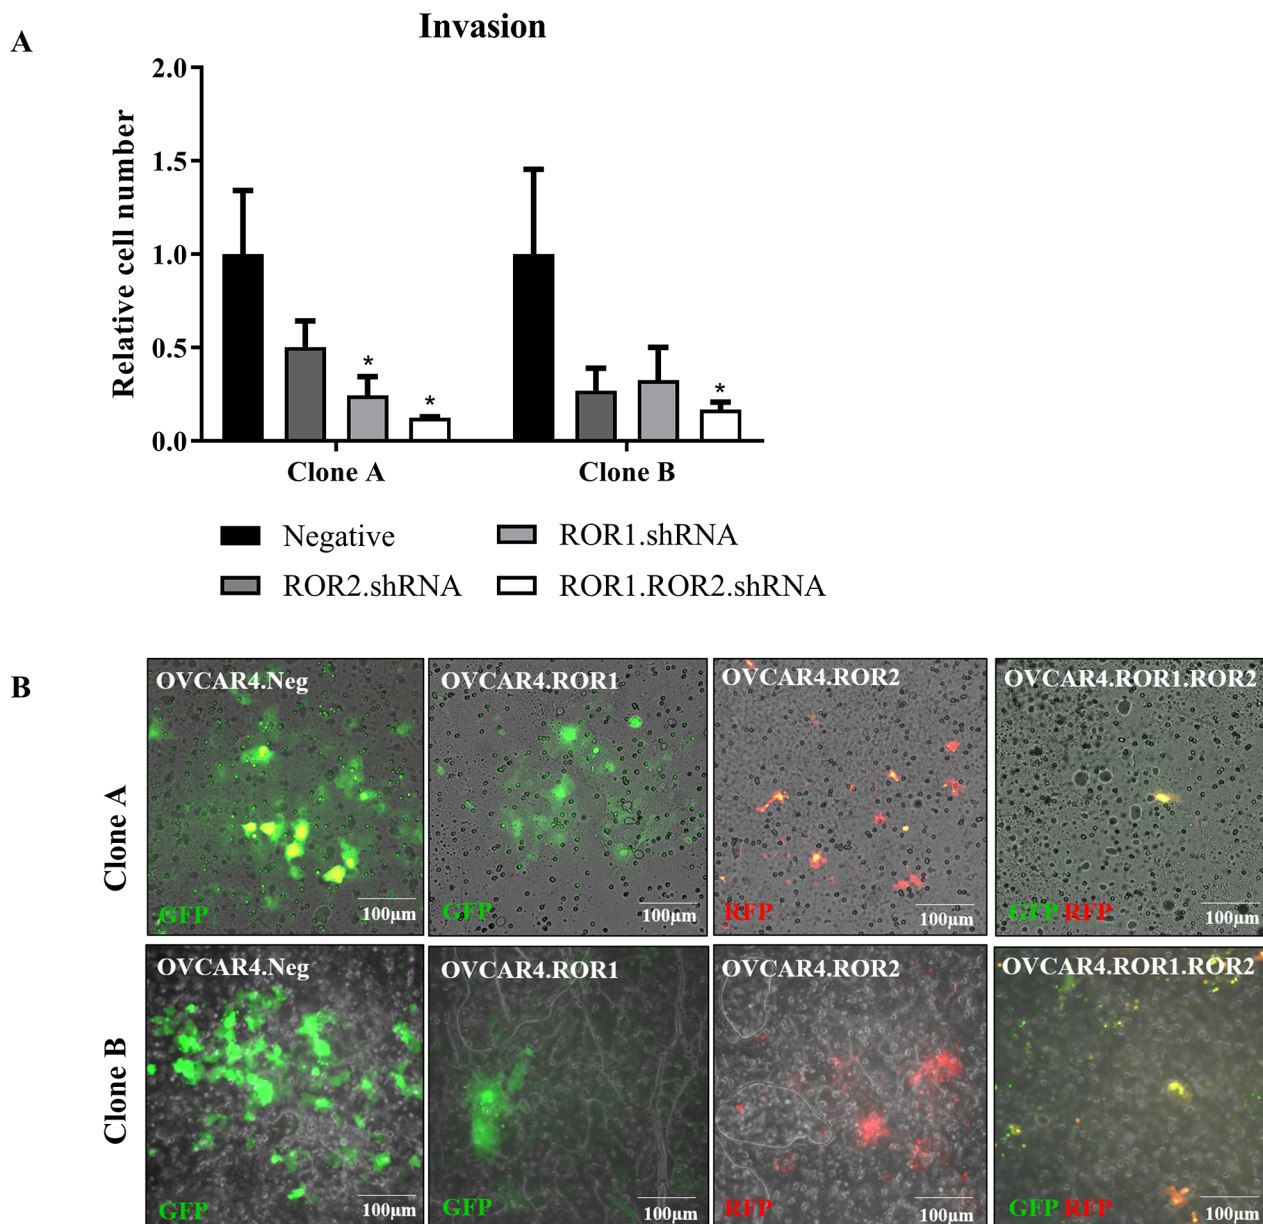 A
Invasion
Relative cell number
2.0
1.5
1.0
0.5
0.0
*
*
*
Clone A
Clone B
Negative
ROR1.shRNA
ROR2.shRNA
ROR1.ROR2.shRNA
B
Clone A
OVCAR4.Neg
OVCAR4.ROR1
OVCAR4.ROR2
OVCAR4.ROR1.ROR2
GFP
100μm
GFP
100μm
RFP
100μm
GFP RFP
100μm
Clone B
OVCAR4.Neg
OVCAR4.ROR1
OVCAR4.ROR2
OVCAR4.ROR1.ROR2
GFP
100μm
GFP
100μm
RFP
100μm
GFP RFP
100μm